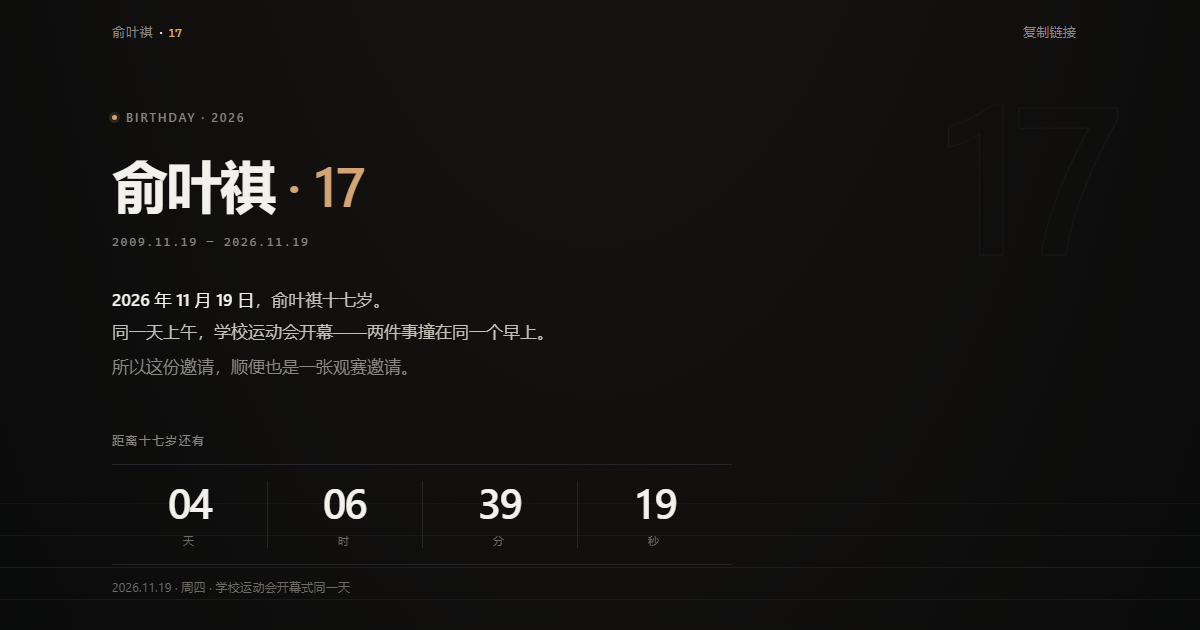 俞叶祺 · 17
复制链接
BIRTHDAY · 2026
17
俞叶祺 · 17
2009.11.19 — 2026.11.19
2026 年 11 月 19 日，俞叶祺十七岁。
同一天上午，学校运动会开幕——两件事撞在同一个早上。
所以这份邀请，顺便也是一张观赛邀请。
距离十七岁还有
04 06 39 19
天 时 分 秒
2026.11.19 · 周四 · 学校运动会开幕式同一天